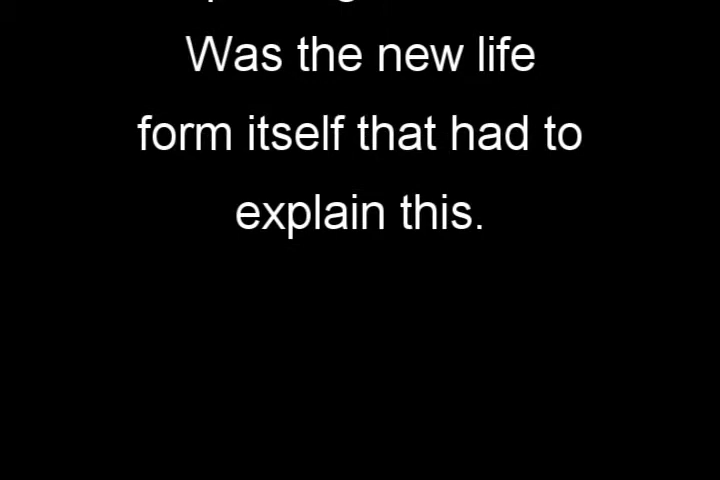 Was the new life
form itself that had to
explain this.